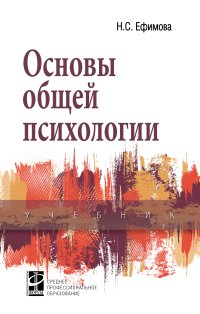 Н.С. Ефимова
Основы
общей
психологии
УЧЕБНИК
СРЕДНЕЕ
ПРОФЕССИОНАЛЬНОЕ
ОБРАЗОВАНИЕ